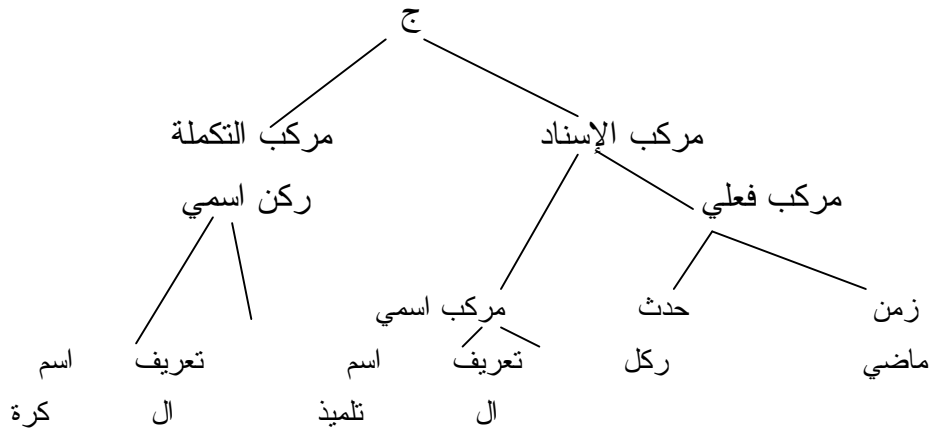 ج
مركب الإسناد مركب التكملة
مركب فعلي ركن اسمي
زمن حدث مركب اسمي
ماضي ركل تعريف اسم تعريف اسم
ال تلميذ ال كرة